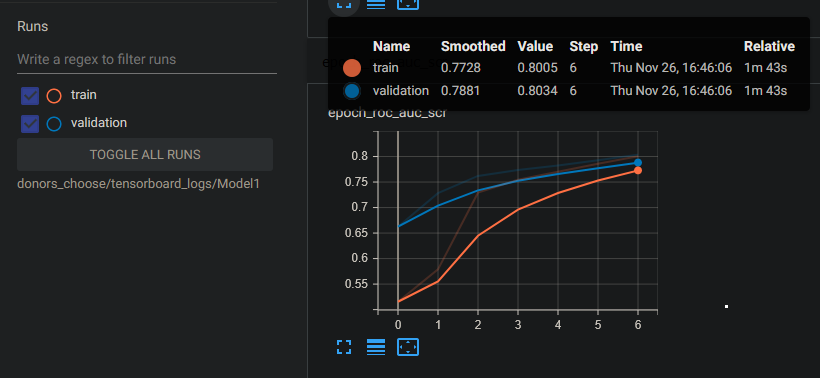 Runs
Write a regex to filter runs
train
validation
TOGGLE ALL RUNS
donors_choose/tensorboard_logs/Model1
Name Smoothed Value Step Time Relative
train 0.7728 0.8005 6 Thu Nov 26, 16:46:06 1m 43s
validation 0.7881 0.8034 6 Thu Nov 26, 16:46:06 1m 43s
epoch_roc_auc_scr
0.8
0.75
0.7
0.65
0.6
0.55
0 1 2 3 4 5 6